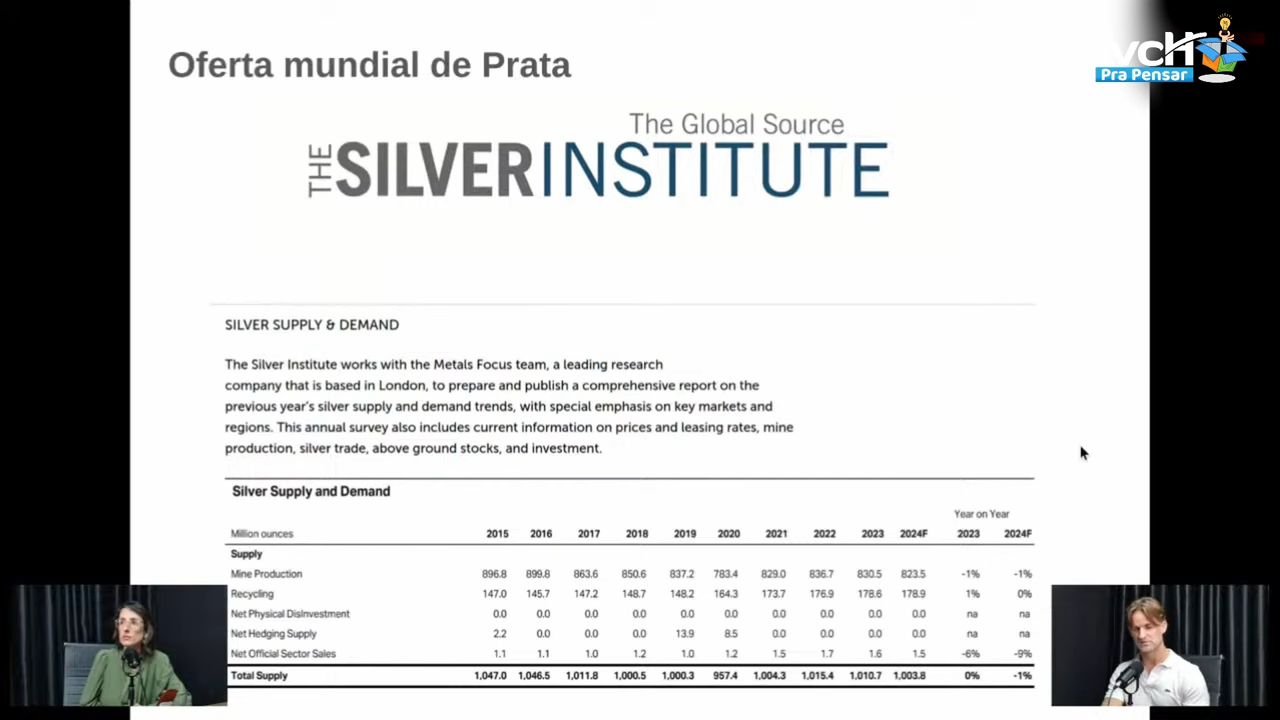 Oferta mundial de Prata
vcH
Pra Pensar
The Global Source
THE SILVER INSTITUTE
SILVER SUPPLY & DEMAND
The Silver Institute works with the Metals Focus team, a leading research
company that is based in London, to prepare and publish a comprehensive report on the
previous year's silver supply and demand trends, with special emphasis on key markets and
regions. This annual survey also includes current information on prices and leasing rates, mine
production, silver trade, above ground stocks, and investment.
Silver Supply and Demand
Year on Year
Million ounces 2015 2016 2017 2018 2019 2020 2021 2022 2023 2024F 2023 2024F
Supply
Mine Production 896.8 899.8 863.6 850.6 837.2 783.4 829.0 836.7 830.5 823.5 -1% -1%
Recycling 147.0 145.7 147.2 148.7 148.2 164.3 173.7 176.9 178.6 178.9 1% 0%
Net Physical DisInvestment 0.0 0.0 0.0 0.0 0.0 0.0 0.0 0.0 0.0 0.0 na na
Net Hedging Supply 2.2 0.0 0.0 0.0 13.9 8.5 0.0 0.0 0.0 0.0 na na
Net Official Sector Sales 1.1 1.1 1.0 1.2 1.0 1.2 1.5 1.7 1.6 1.5 -6% -9%
Total Supply 1,047.0 1,046.5 1,011.8 1,000.5 1,000.3 957.4 1,004.3 1,015.4 1,010.7 1,003.8 0% -1%